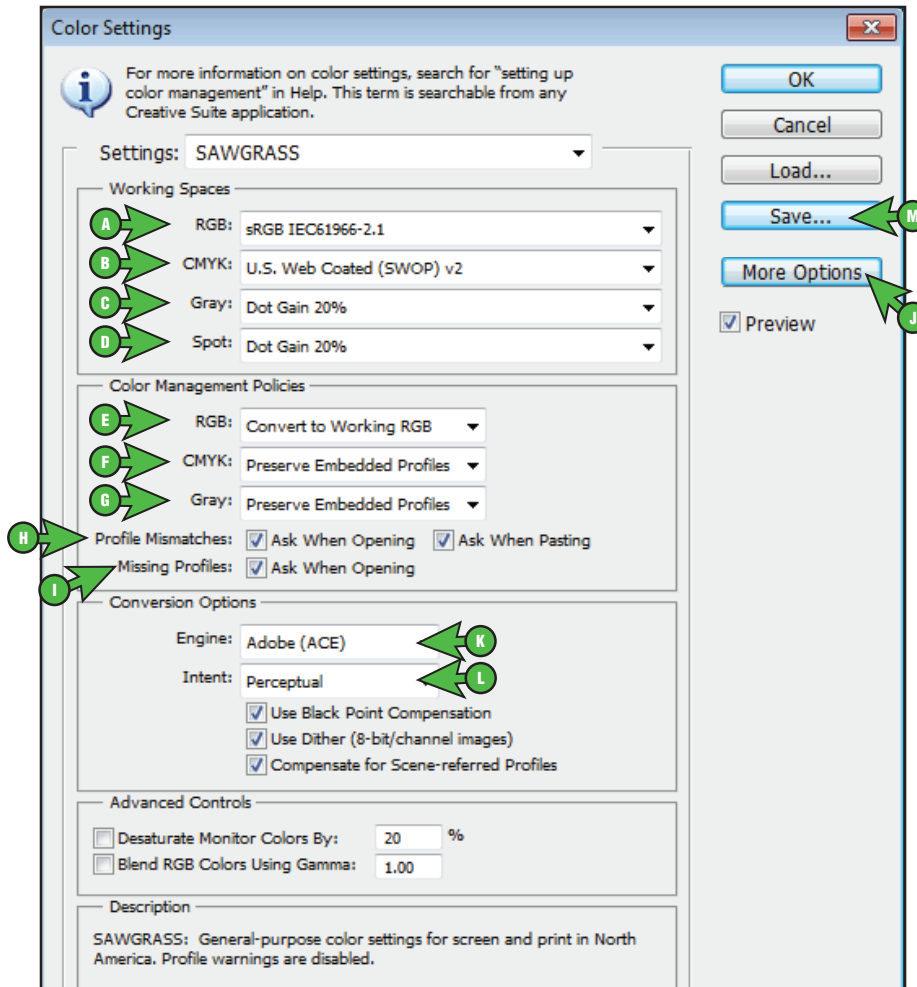 Color Settings
For more information on color settings, search for “setting up
color management” in Help. This term is searchable from any
Creative Suite application.
OK
Cancel
Load...
Save...
M
More Options
J
Preview
Settings: SAWGRASS
Working Spaces
A RGB: sRGB IEC61966-2.1
B CMYK: U.S. Web Coated (SWOP) v2
C Gray: Dot Gain 20%
D Spot: Dot Gain 20%
Color Management Policies
E RGB: Convert to Working RGB
F CMYK: Preserve Embedded Profiles
G Gray: Preserve Embedded Profiles
H Profile Mismatches: Ask When Opening Ask When Pasting
I Missing Profiles: Ask When Opening
Conversion Options
Engine: Adobe (ACE) K
Intent: Perceptual L
Use Black Point Compensation
Use Dither (8-bit/channel images)
Compensate for Scene-referred Profiles
Advanced Controls
Desaturate Monitor Colors By: 20 %
Blend RGB Colors Using Gamma: 1.00
Description
SAWGRASS: General-purpose color settings for screen and print in North
America. Profile warnings are disabled.